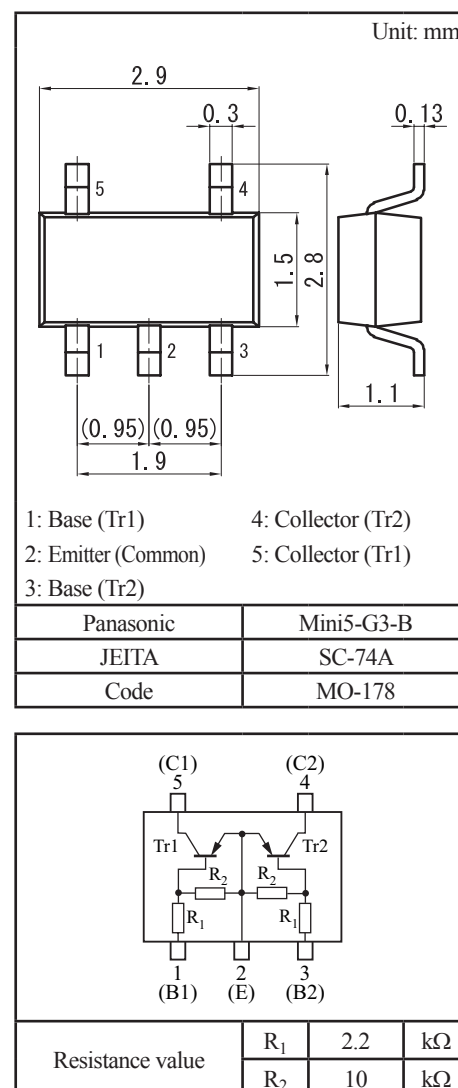 Unit: mm
2.9
0.3
0.13
5
4
1.5
2.8
1
2
3
1.1
(0.95)
(0.95)
1.9
1: Base (Tr1)
4: Collector (Tr2)
2: Emitter (Common)
5: Collector (Tr1)
3: Base (Tr2)
Panasonic
Mini5-G3-B
JEITA
SC-74A
Code
MO-178
(C1)
(C2)
5
4
Tr1
Tr2
R2
R2
R1
R1
1
2
3
(B1)
(E)
(B2)
Resistance value
R1
2.2
kΩ
R2
10
kΩ